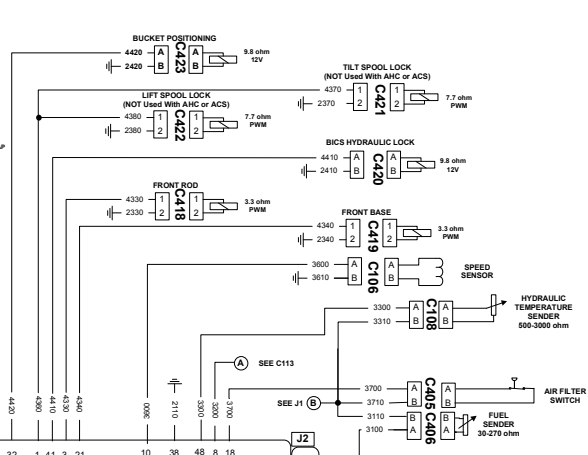 BUCKET POSITIONING
4420 A C423 A 9.8 ohm
2420 B B 12V
TILT SPOOL LOCK
(NOT Used With AHC or ACS)
4370 1 C421 1 7.7 ohm
2370 2 2 PWM
LIFT SPOOL LOCK
(NOT Used With AHC or ACS)
4380 1 C422 1 7.7 ohm
2380 2 2 PWM
BICS HYDRAULIC LOCK
4410 A C420 A 9.8 ohm
2410 B B 12V
FRONT ROD
4330 1 C418 1 3.3 ohm
2330 2 2 PWM
FRONT BASE
4340 1 C419 1 3.3 ohm
2340 2 2 PWM
3600 A C106 A SPEED
3610 B B SENSOR
HYDRAULIC
TEMPERATURE
SENDER
500-3000 ohm
3300 A C108 A
3310 B B
A SEE C113
SEE J1 B
3700 A C405 A AIR FILTER
3710 B B SWITCH
3110 B C406 B FUEL
3100 A A SENDER
30-270 ohm
4420 4360 4410 4330 4340 3600 2110 3300 3200 3700
J2
32 1 41 3 21 10 38 48 8 18